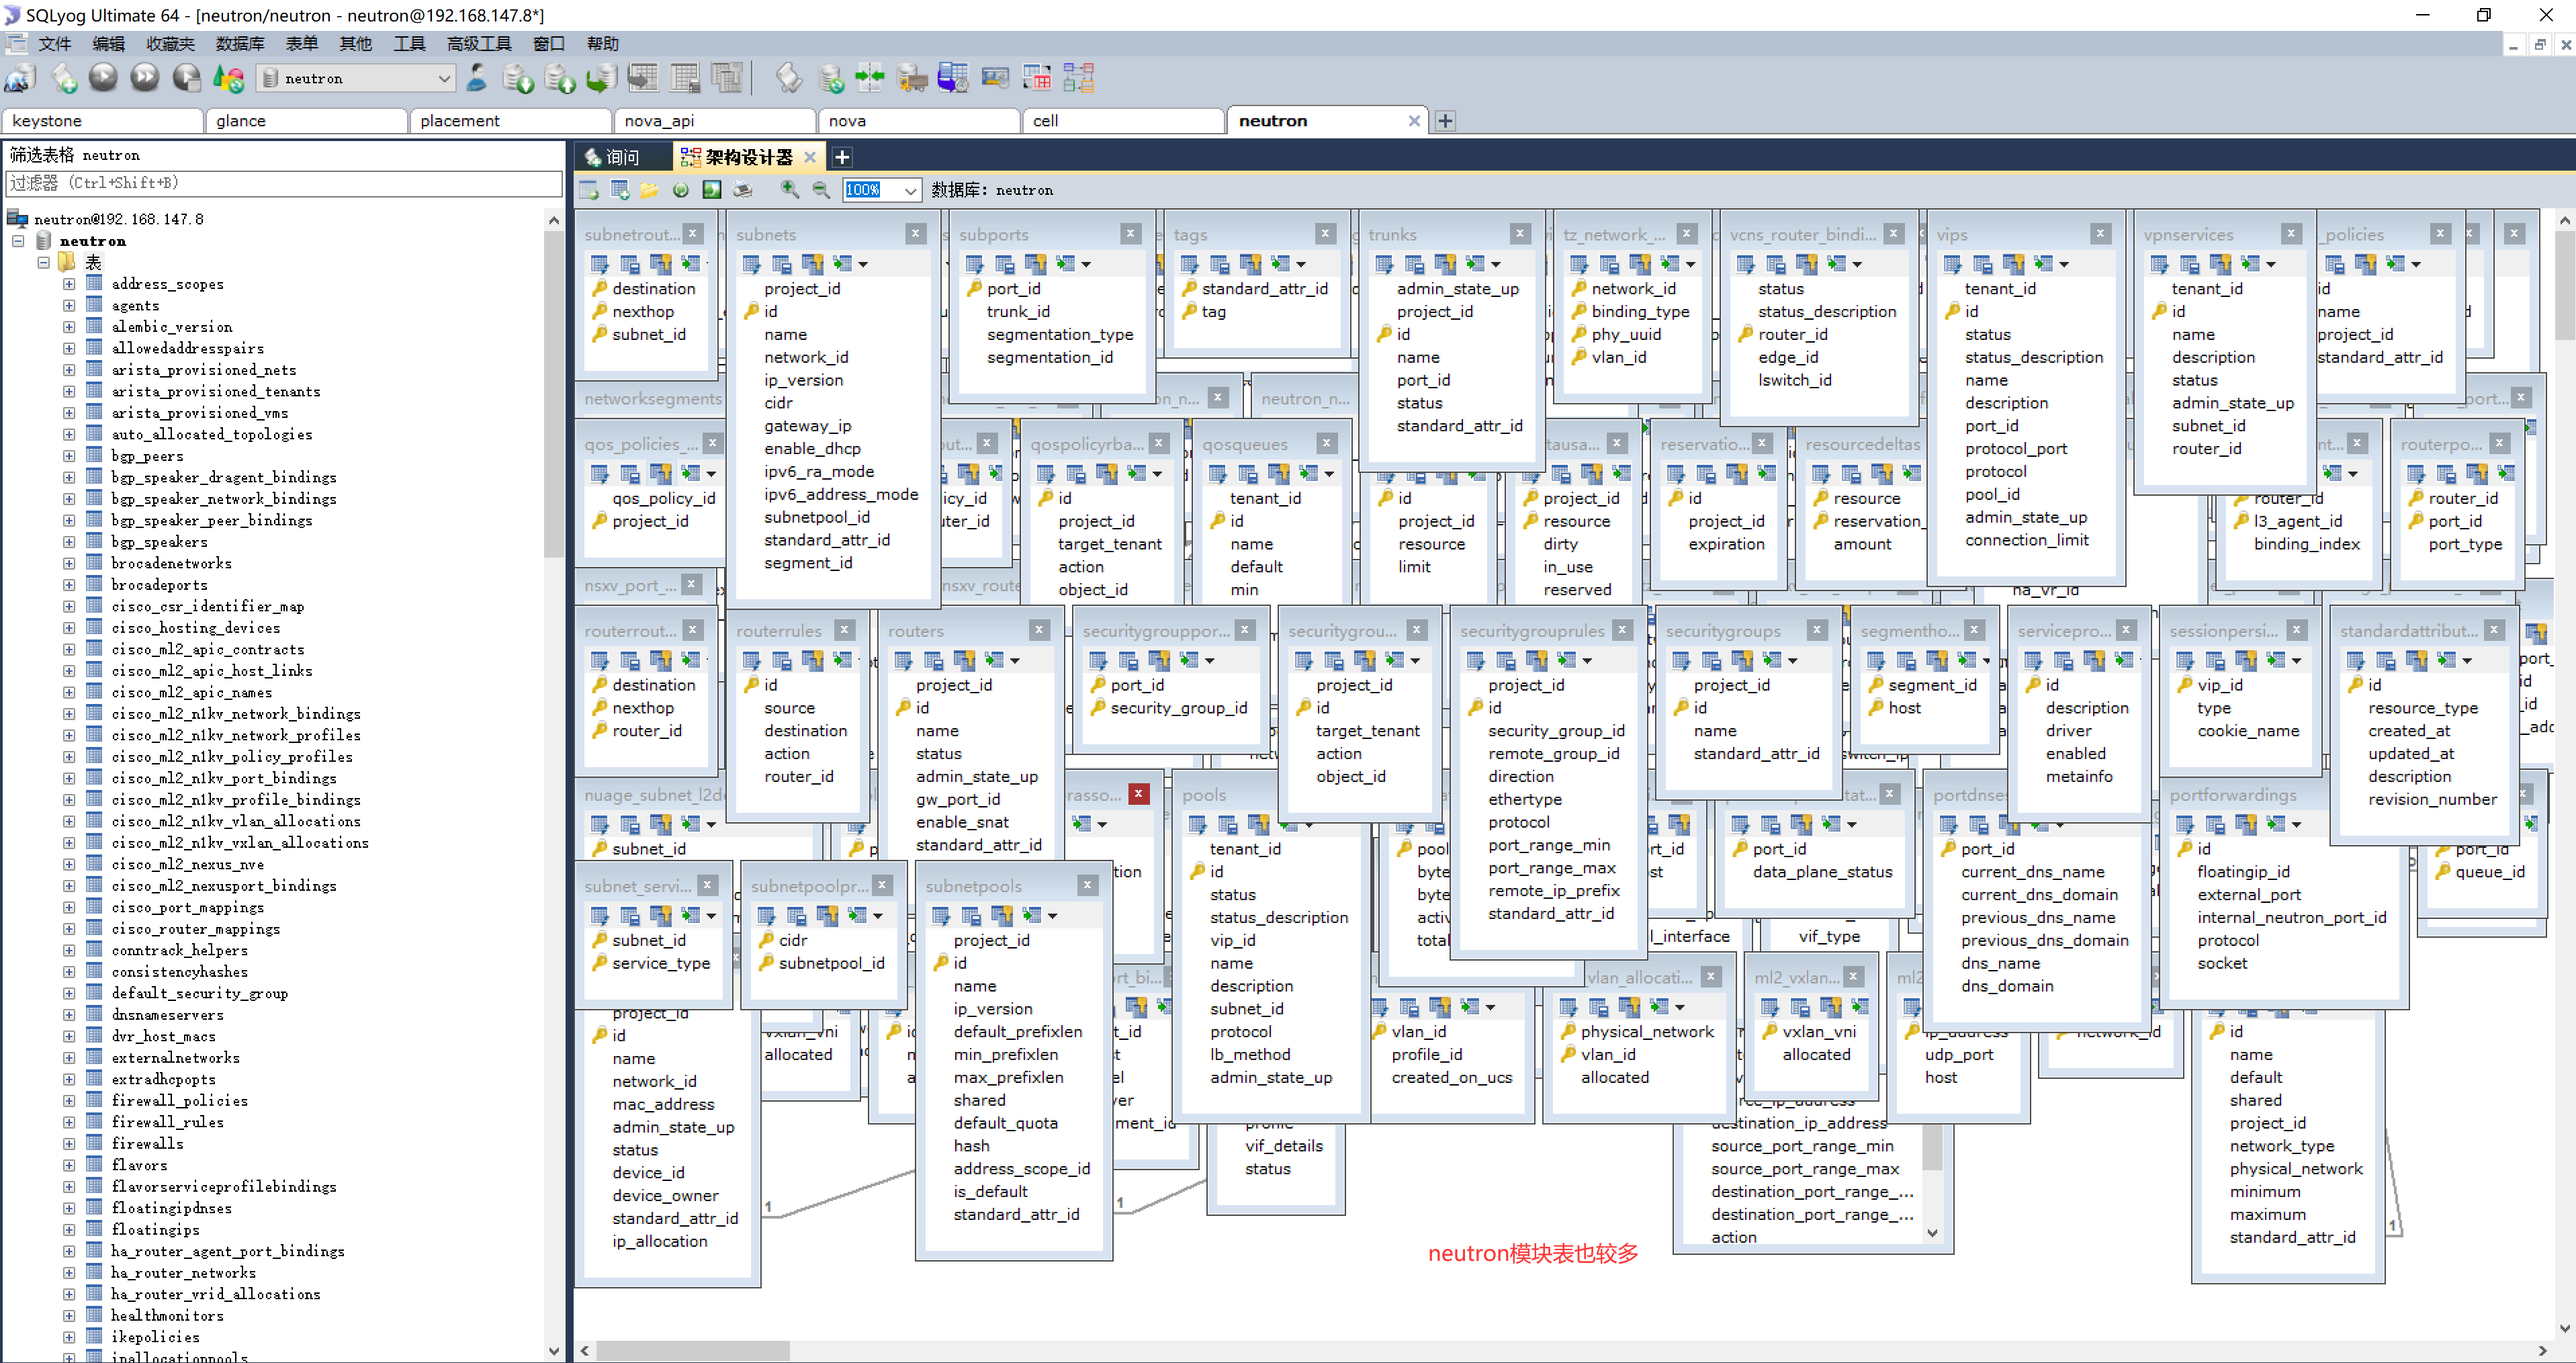 SQLyog Ultimate 64 - [neutron/neutron - neutron@192.168.147.8*]
文件 编辑 收藏夹 数据库 表单 其他 工具 高级工具 窗口 帮助
neutron
keystone glance placement nova_api nova cell neutron
筛选表格 neutron
过滤器 (Ctrl+Shift+B)
neutron@192.168.147.8
neutron
表
address_scopes
agents
alembic_version
allowedaddresspairs
arista_provisioned_nets
arista_provisioned_tenants
arista_provisioned_vms
auto_allocated_topologies
bgp_peers
bgp_speaker_dragent_bindings
bgp_speaker_network_bindings
bgp_speaker_peer_bindings
bgp_speakers
brocadenetworks
brocadeports
cisco_csr_identifier_map
cisco_hosting_devices
cisco_ml2_apic_contracts
cisco_ml2_apic_host_links
cisco_ml2_apic_names
cisco_ml2_n1kv_network_bindings
cisco_ml2_n1kv_network_profiles
cisco_ml2_n1kv_policy_profiles
cisco_ml2_n1kv_port_bindings
cisco_ml2_n1kv_profile_bindings
cisco_ml2_n1kv_vlan_allocations
cisco_ml2_n1kv_vxlan_allocations
cisco_ml2_nexus_nve
cisco_ml2_nexusport_bindings
cisco_port_mappings
cisco_router_mappings
conntrack_helpers
consistencyhashes
default_security_group
dnsnameservers
dvr_host_macs
externalnetworks
extradhcpopts
firewall_policies
firewall_rules
firewalls
flavors
flavorserviceprofilebindings
floatingipdnses
floatingips
ha_router_agent_port_bindings
ha_router_networks
ha_router_vrid_allocations
healthmonitors
ikepolicies
ipallocationpools
询问 架构设计器
100% 数据库: neutron
subnetrout...
destination
nexthop
subnet_id
subnets
project_id
id
name
network_id
ip_version
cidr
gateway_ip
enable_dhcp
ipv6_ra_mode
ipv6_address_mode
subnetpool_id
standard_attr_id
segment_id
subports
port_id
trunk_id
segmentation_type
segmentation_id
tags
standard_attr_id
tag
trunks
admin_state_up
project_id
id
name
port_id
status
standard_attr_id
tz_network_...
network_id
binding_type
phy_uuid
vlan_id
vcns_router_bindi...
status
status_description
router_id
edge_id
lswitch_id
vips
tenant_id
id
status
status_description
name
description
port_id
protocol_port
protocol
pool_id
admin_state_up
connection_limit
vpnservices
tenant_id
id
name
description
status
admin_state_up
subnet_id
router_id
_policies
id
name
project_id
standard_attr_id
networksegments
neutron_n...
qos_policies_...
qos_policy_id
project_id
qospolicyrba...
id
project_id
target_tenant
action
object_id
qosqueues
tenant_id
id
name
default
min
id
project_id
resource
limit
tausa...
project_id
resource
dirty
in_use
reserved
reservatio...
id
project_id
expiration
resourcedeltas
resource
reservation_
amount
router_id
l3_agent_id
binding_index
routerpo...
router_id
port_id
port_type
nsxv_port_...
nsxv_route
ha_vr_id
routerrout...
destination
nexthop
router_id
routerrules
id
source
destination
action
router_id
routers
project_id
id
name
status
admin_state_up
gw_port_id
enable_snat
standard_attr_id
securitygrouppor...
port_id
security_group_id
securitygrou...
project_id
id
target_tenant
action
object_id
securitygrouprules
project_id
id
security_group_id
remote_group_id
direction
ethertype
protocol
port_range_min
port_range_max
remote_ip_prefix
standard_attr_id
securitygroups
project_id
id
name
standard_attr_id
segmentho...
segment_id
host
servicepro...
id
description
driver
enabled
metainfo
sessionpersi...
vip_id
type
cookie_name
standardattribut...
id
resource_type
created_at
updated_at
description
revision_number
nuage_subnet_l2d
subnet_id
rasso...
pools
tenant_id
id
status
status_description
vip_id
name
description
subnet_id
protocol
lb_method
admin_state_up
port_id
data_plane_status
portdnses
port_id
current_dns_name
current_dns_domain
previous_dns_name
previous_dns_domain
dns_name
dns_domain
portforwardings
id
floatingip_id
external_port
internal_neutron_port_id
protocol
socket
port_id
queue_id
subnet_servi...
subnet_id
service_type
subnetpoolpr...
cidr
subnetpool_id
subnetpools
project_id
id
name
ip_version
default_prefixlen
min_prefixlen
max_prefixlen
shared
default_quota
hash
address_scope_id
is_default
standard_attr_id
l_interface
vif_type
project_id
id
name
network_id
mac_address
admin_state_up
status
device_id
device_owner
standard_attr_id
ip_allocation
vxlan_vni
allocated
vlan_id
profile_id
created_on_ucs
vlan_allocati...
physical_network
vlan_id
allocated
ml2_vxlan...
vxlan_vni
allocated
ml2
ip_address
udp_port
host
network_id
profile
vif_details
status
destination_ip_address
source_port_range_min
source_port_range_max
destination_port_range_...
destination_port_range_...
action
id
name
default
shared
project_id
network_type
physical_network
minimum
maximum
standard_attr_id
1
1
1
neutron模块表也较多